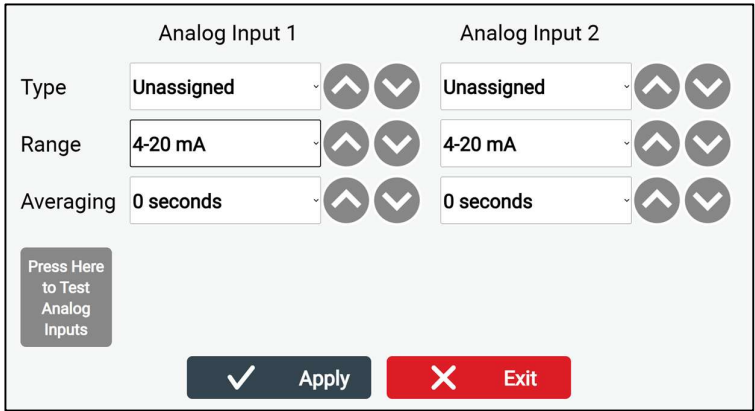 Analog Input 1 Analog Input 2
Type Unassigned Unassigned
Range 4-20 mA 4-20 mA
Averaging 0 seconds 0 seconds
Press Here
to Test
Analog
Inputs
Apply Exit